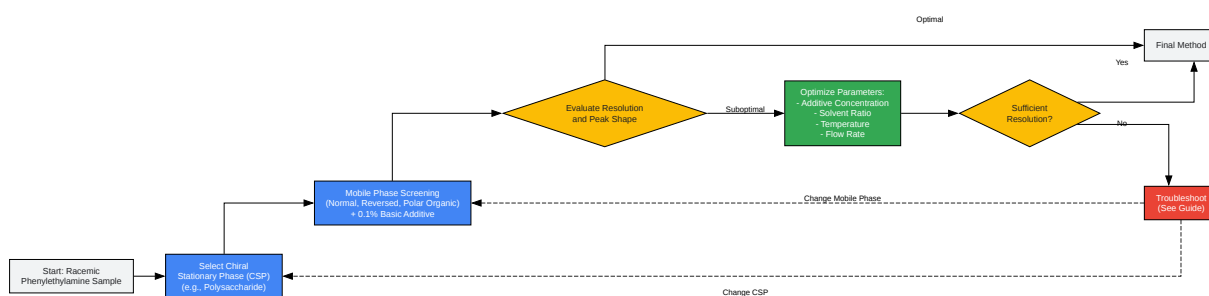 Start: Racemic
Phenylethylamine Sample
Select Chiral
Stationary Phase (CSP)
(e.g., Polysaccharide)
Mobile Phase Screening
(Normal, Reversed, Polar Organic)
+ 0.1% Basic Additive
Evaluate Resolution
and Peak Shape
Optimal
Suboptimal
Optimize Parameters:
- Additive Concentration
- Solvent Ratio
- Temperature
- Flow Rate
Sufficient
Resolution?
Yes
Final Method
No
Troubleshoot
(See Guide)
Change Mobile Phase
Change CSP